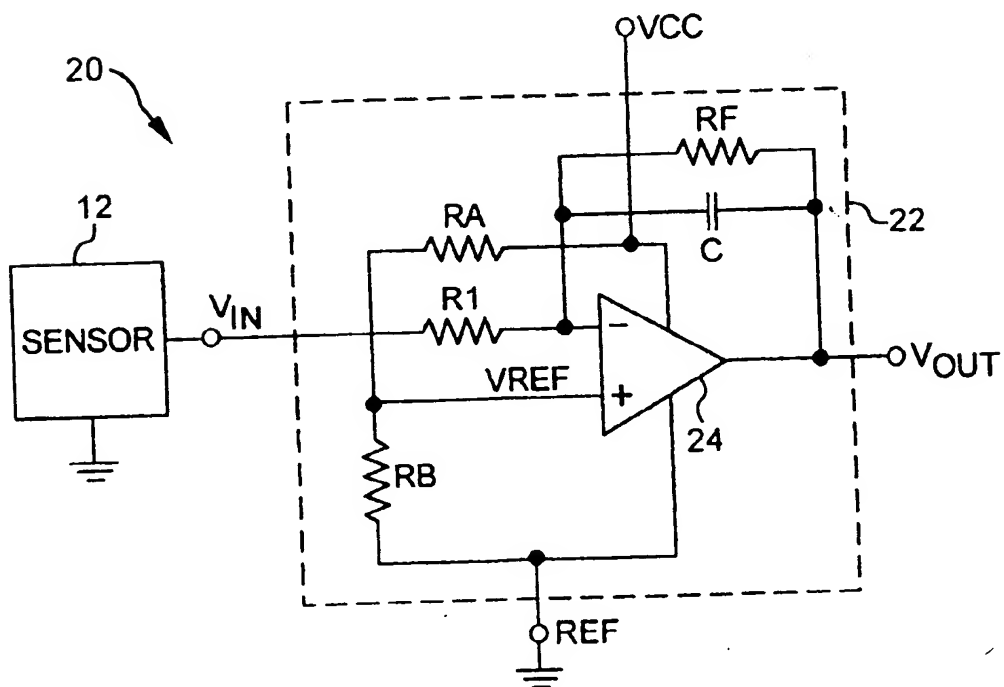 VCC
20
RF
12
RA
C
22
R1
SENSOR
VIN
−
VREF
+
VOUT
24
RB
REF